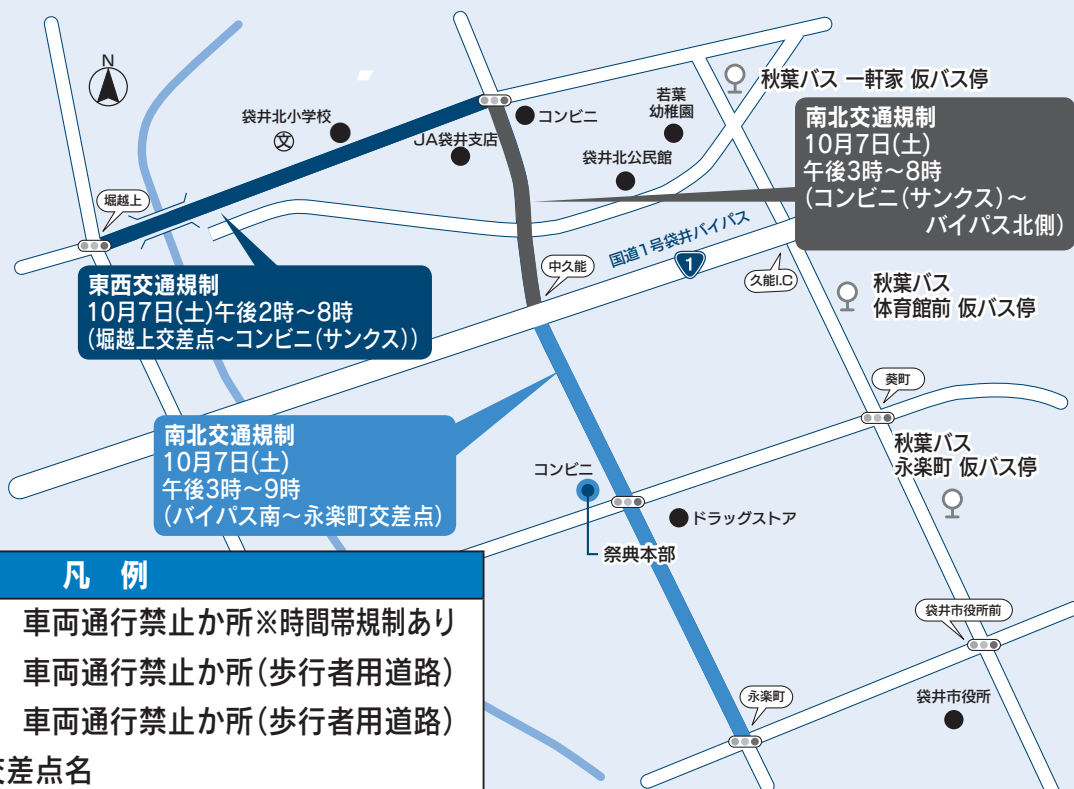 N
袋井北小学校
文
JA袋井支店
コンビニ
若葉
幼稚園
袋井北公民館
秋葉バス 一軒家 仮バス停
南北交通規制
10月7日(土)
午後3時～8時
(コンビニ(サンクス)～
バイパス北側)
堀越上
東西交通規制
10月7日(土)午後2時～8時
(堀越上交差点～コンビニ(サンクス))
中久能
国道1号袋井バイパス
1
久能I.C
秋葉バス
体育館前 仮バス停
葵町
秋葉バス
永楽町 仮バス停
南北交通規制
10月7日(土)
午後3時～9時
(バイパス南～永楽町交差点)
コンビニ
ドラッグストア
祭典本部
袋井市役所前
袋井市役所
永楽町
凡 例
車両通行禁止か所※時間帯規制あり
車両通行禁止か所(歩行者用道路)
車両通行禁止か所(歩行者用道路)
交差点名